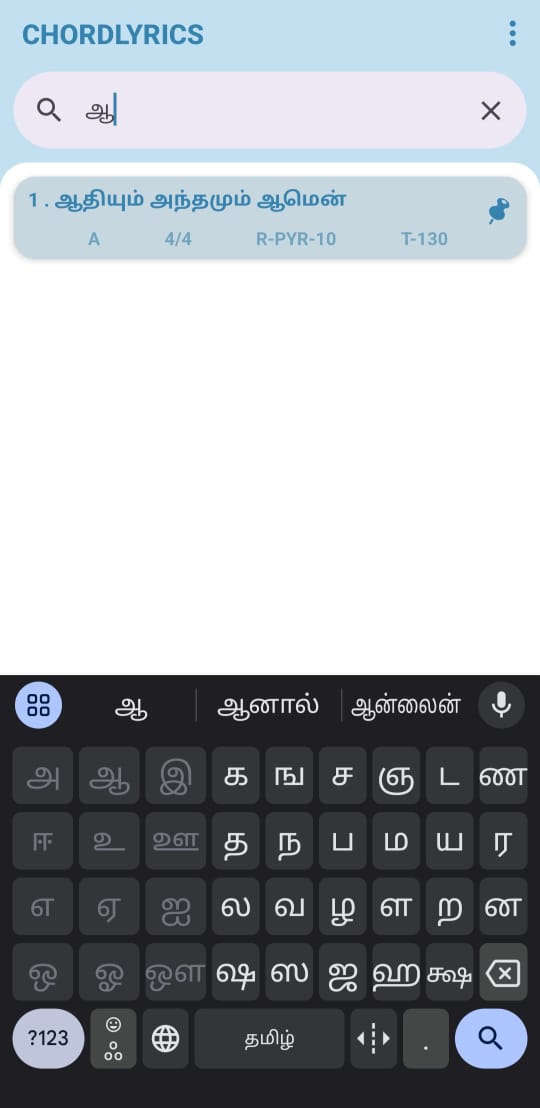 CHORDLYRICS
ஆ
1 . ஆதியும் அந்தமும் ஆமென்
A 4/4 R-PYR-10 T-130
ஆ ஆனால் ஆன்லைன்
அ ஆ இ க ங ச ஞ ட ண
ஈ உ ஊ த ந ப ம ய ர
எ ஏ ஐ ல வ ழ ள ற ன
ஒ ஓ ஔ ஷ ஸ ஜ ஹ க்ஷ
?123 தமிழ் .